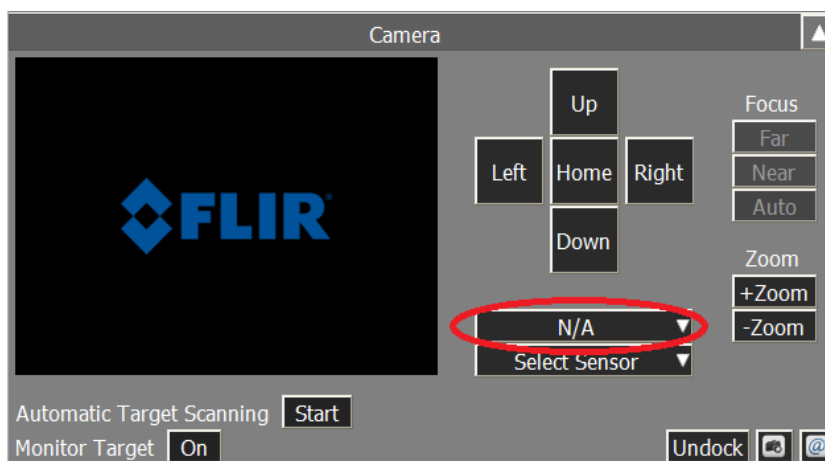 Camera
FLIR
Up
Left
Home
Right
Down
N/A
Select Sensor
Focus
Far
Near
Auto
Zoom
+Zoom
-Zoom
Automatic Target Scanning Start
Monitor Target On
Undock
@